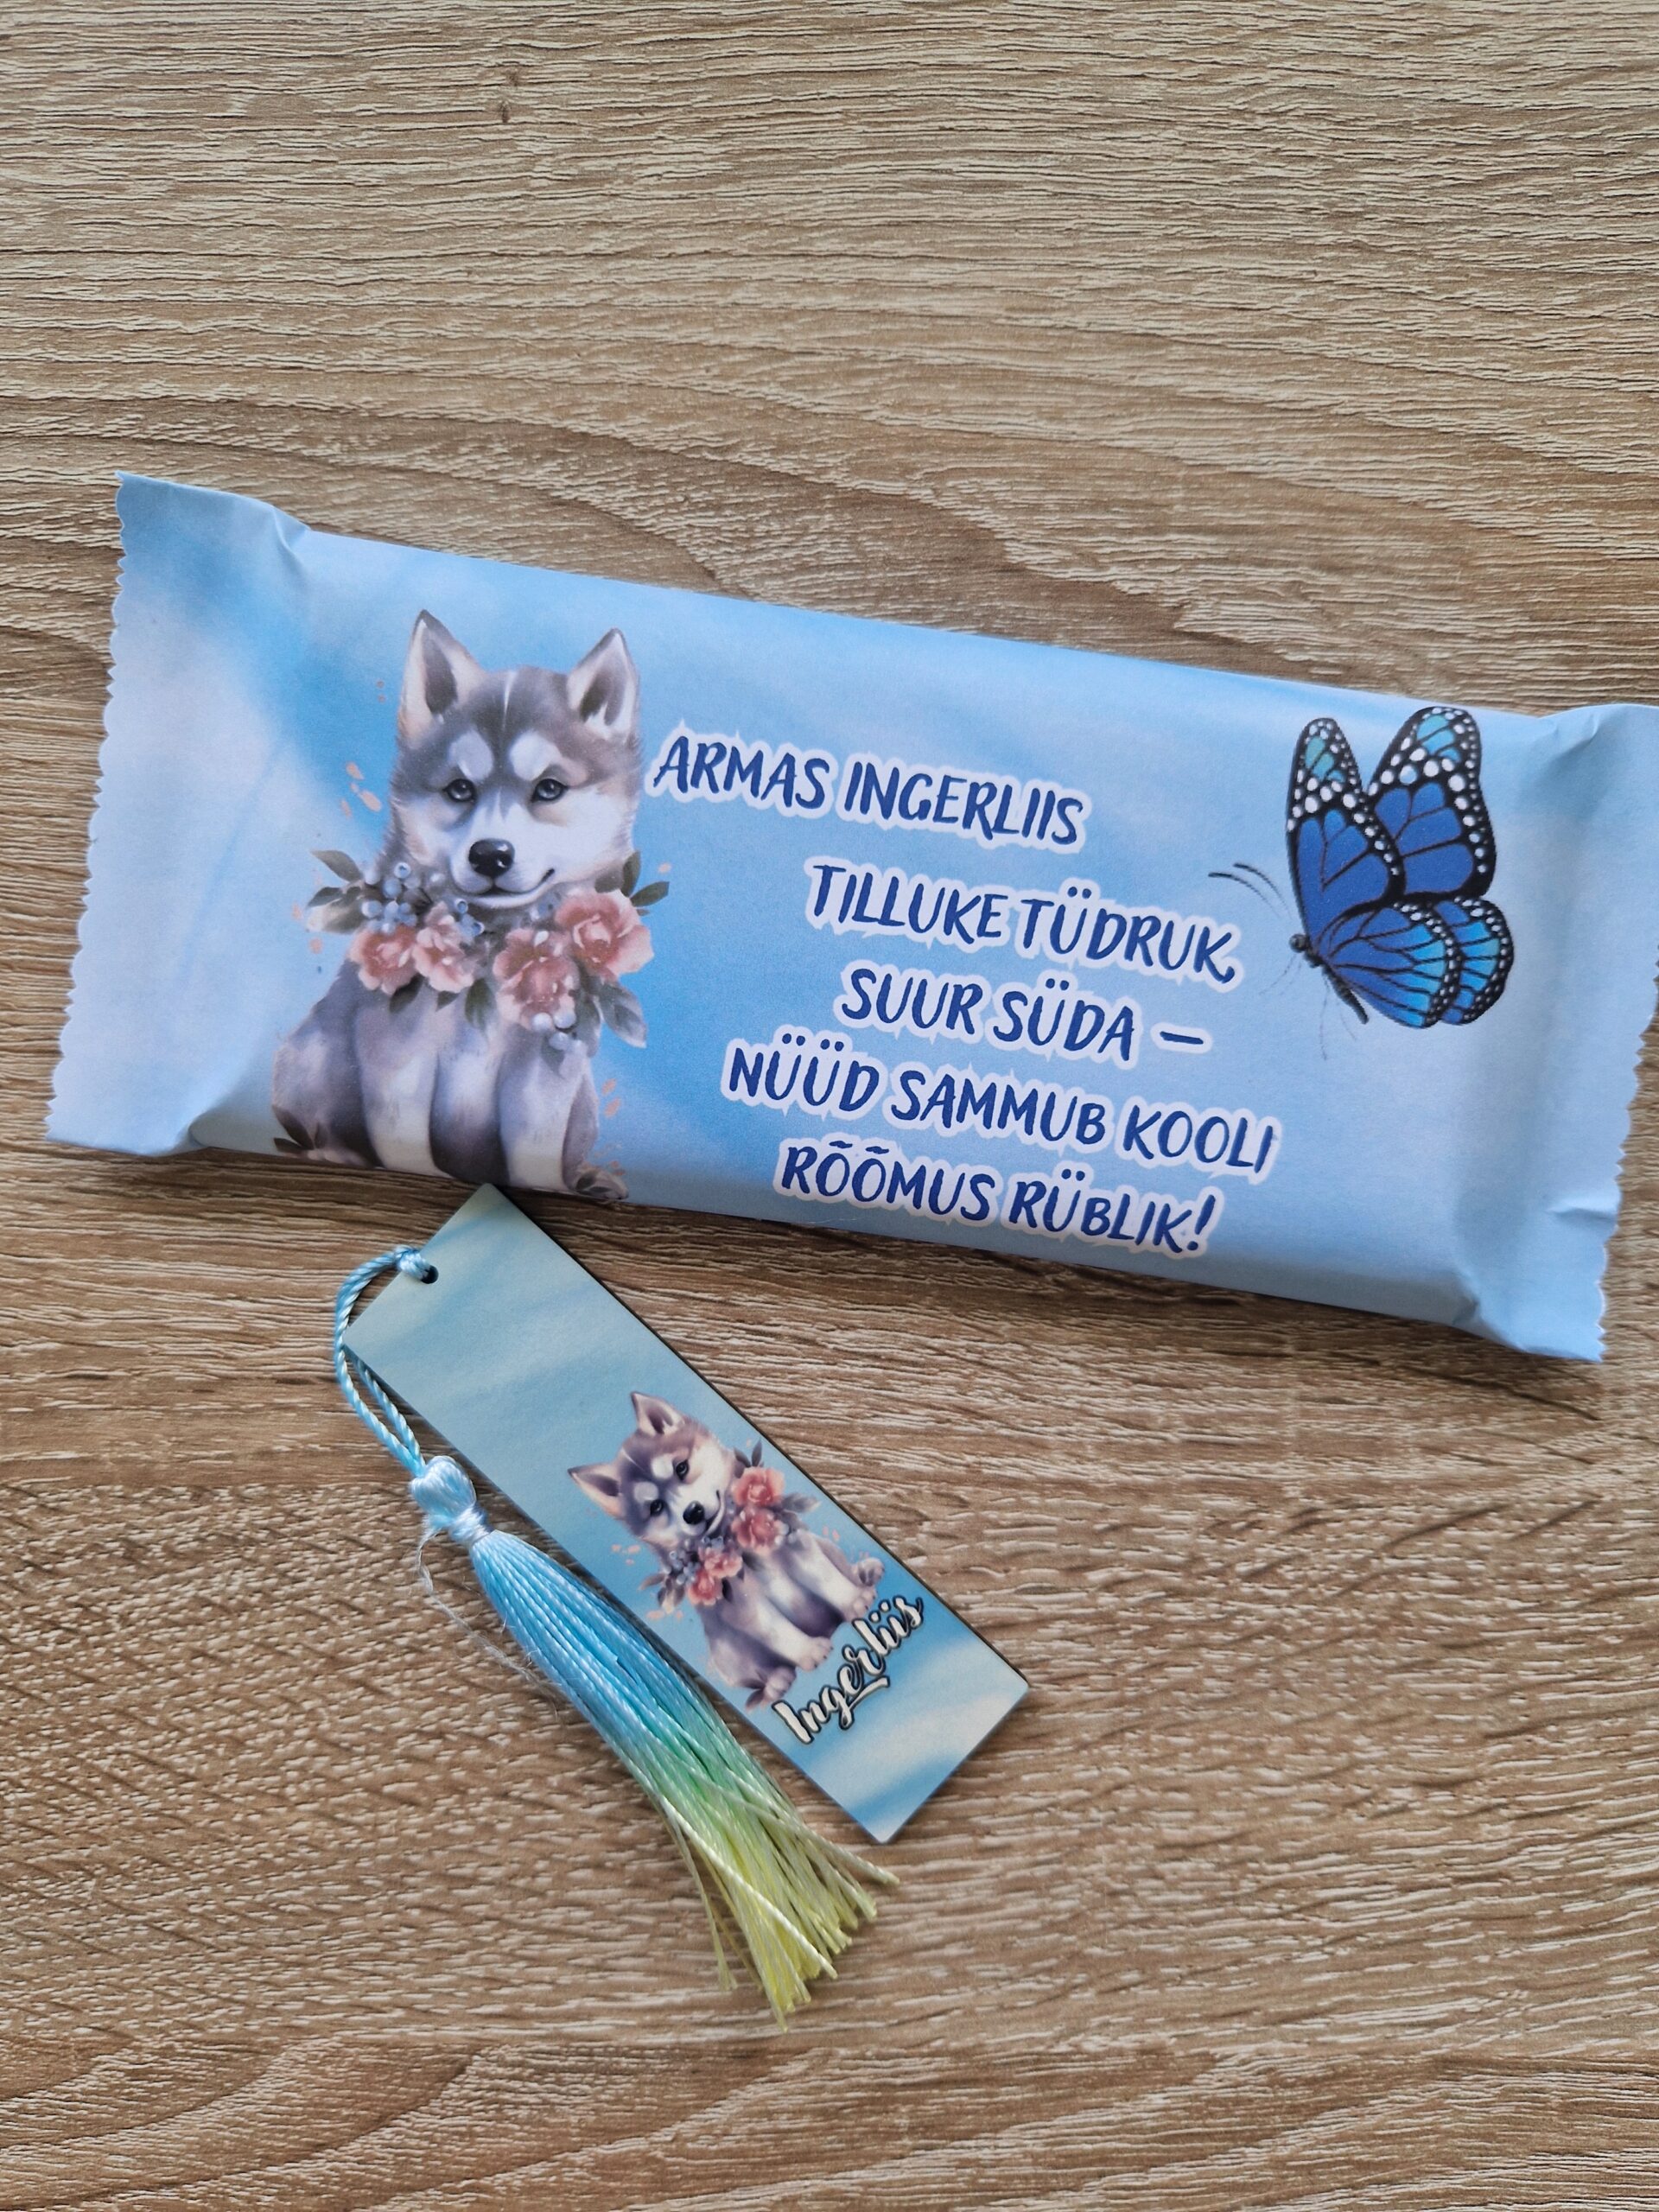 ARMAS INGERLIIS
TILLUKE TÜDRUK,
SUUR SÜDA –
NÜÜD SAMMUB KOOLI
RÕÕMUS RÜBLIK!
Ingerliis